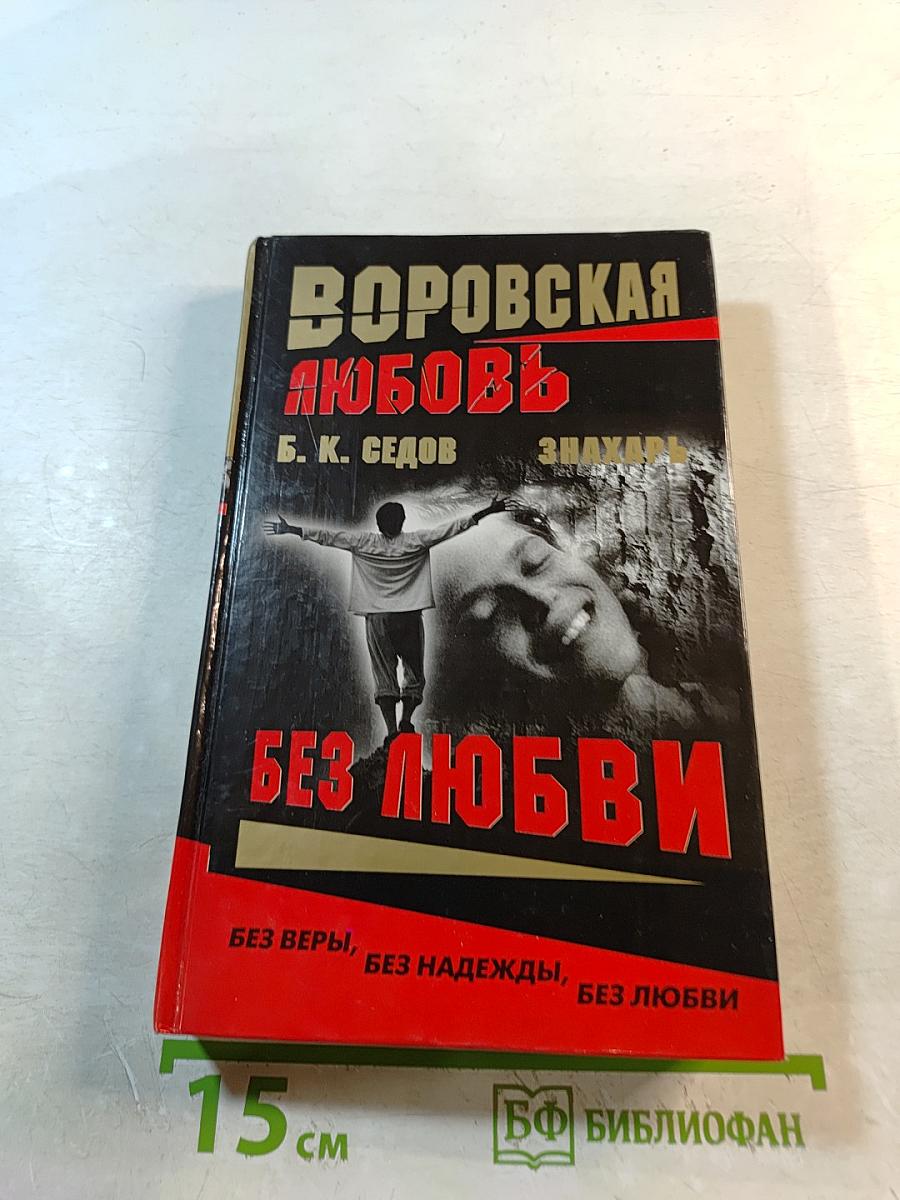 ВОРОВСКАЯ
ЛЮБОВЬ
Б. К. СЕДОВ ЗНАХАРЬ
БЕЗ ЛЮБВИ
БЕЗ ВЕРЫ, БЕЗ НАДЕЖДЫ, БЕЗ ЛЮБВИ
15 см
БФ БИБЛИОФАН